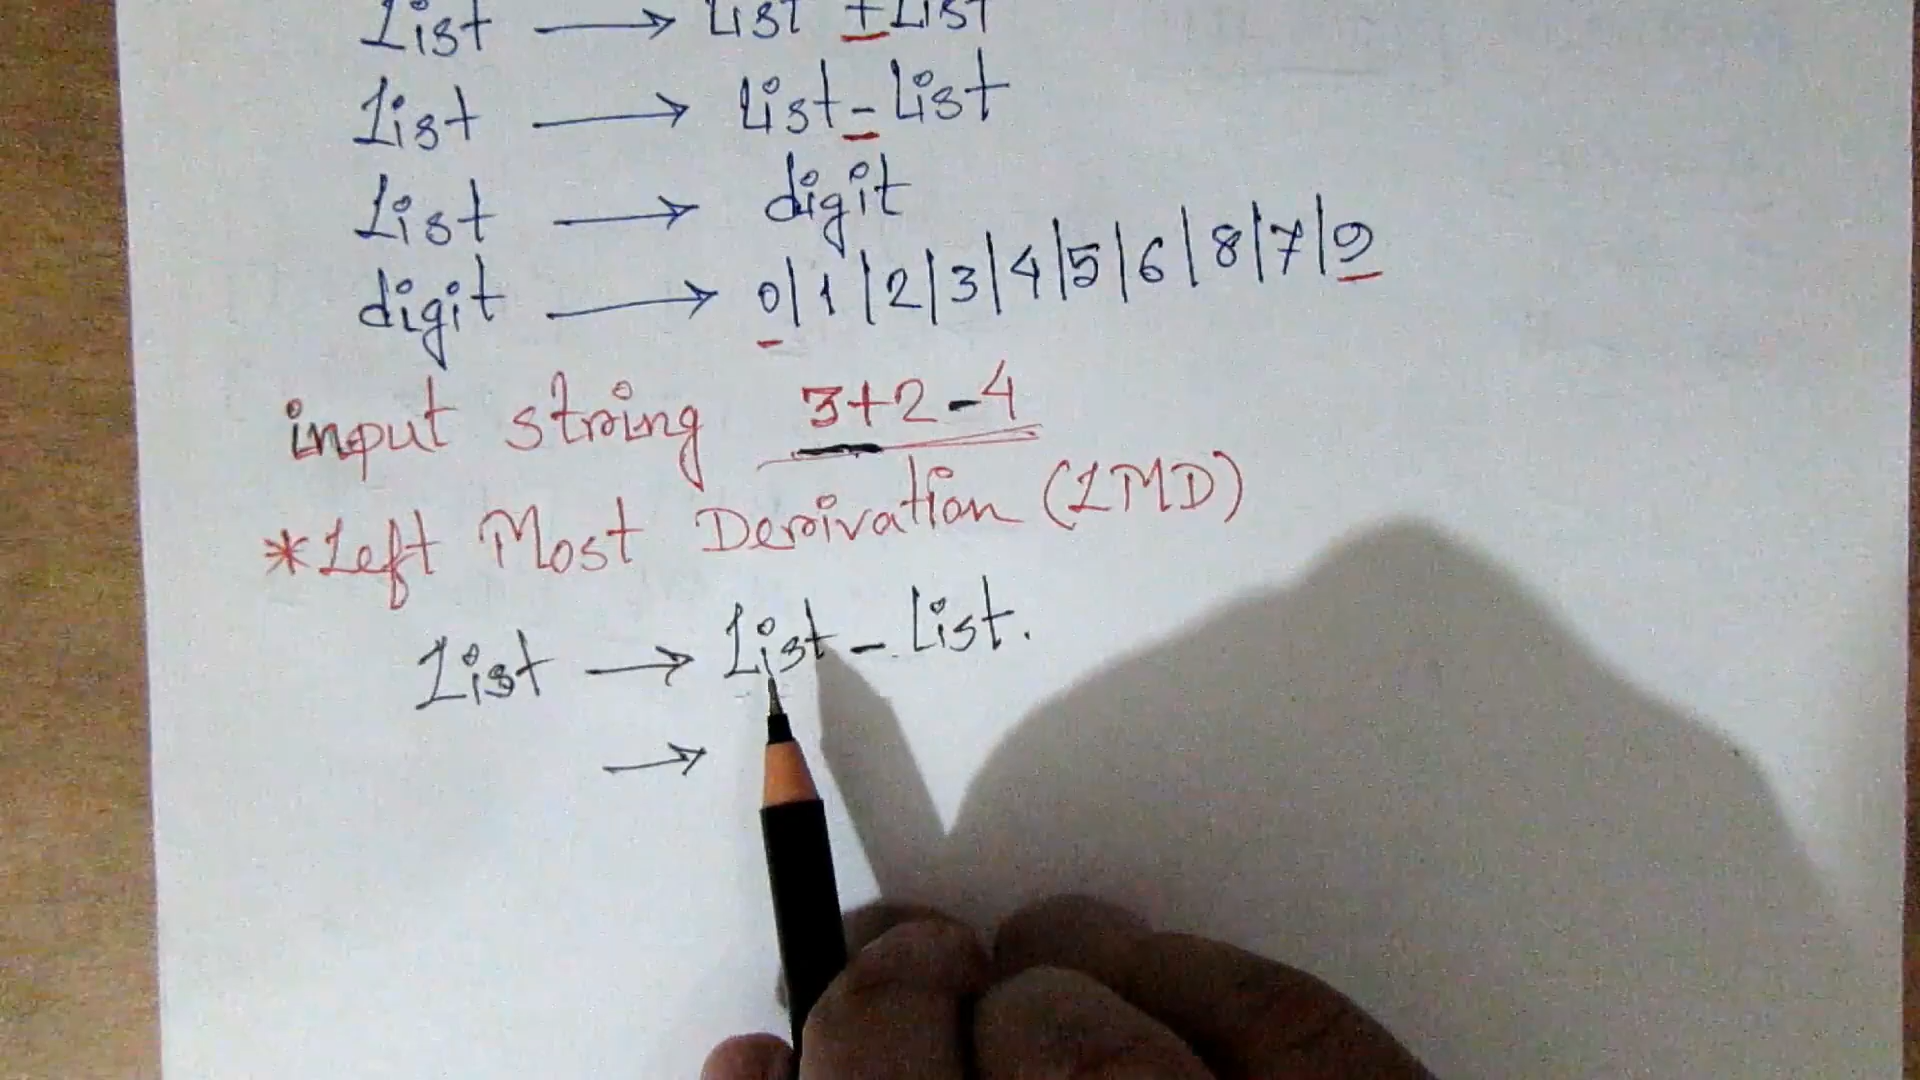 List → List + List
List → List - List
List → digit
digit → 0|1|2|3|4|5|6|8|7|9
input string 3+2-4
*Left Most Derivation (LMD)
List → List - List.
→